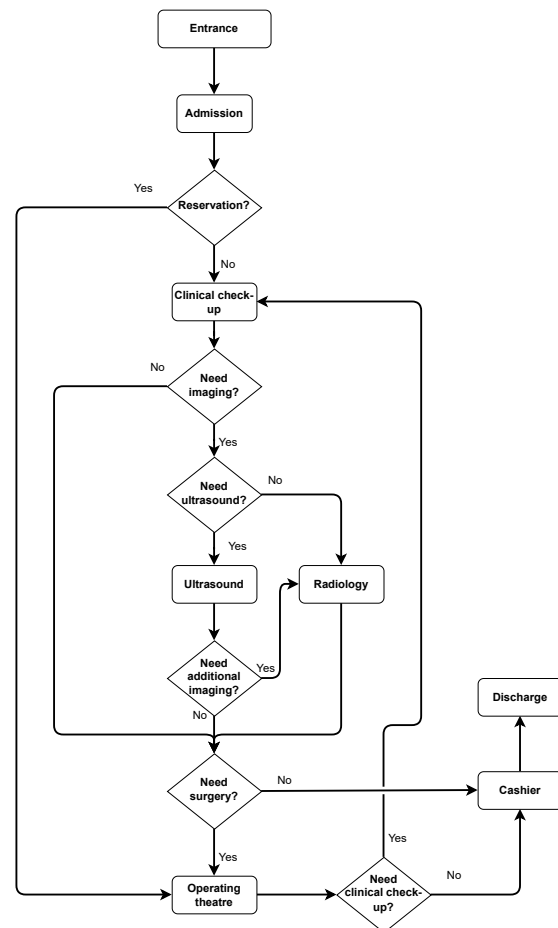 Entrance
Admission
Yes
Reservation?
No
Clinical check-
up
No
Need
imaging?
Yes
Need
ultrasound?
No
Yes
Ultrasound
Radiology
Need
additional
imaging?
Yes
No
Discharge
Need
surgery?
No
Cashier
Yes
Yes
Operating
theatre
Need
clinical check-
up?
No